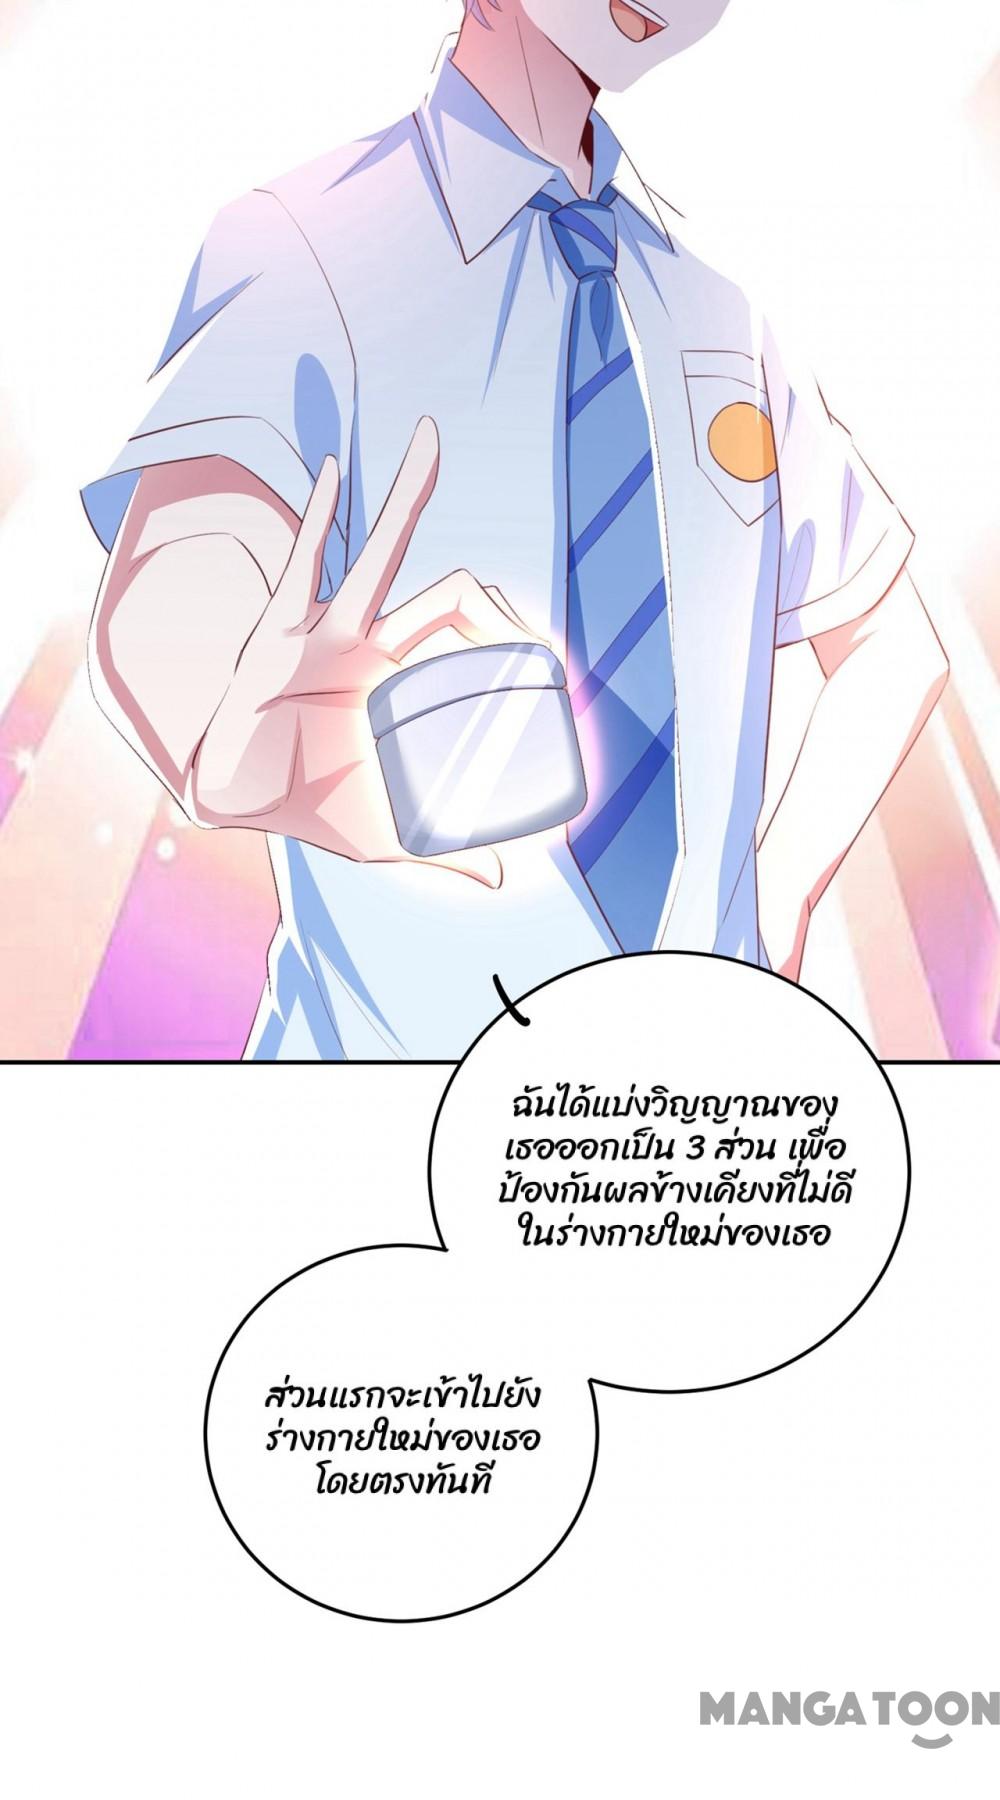 ฉันได้แบ่งวิญญาณของ
เธอออกเป็น 3 ส่วน เพื่อ
ป้องกันผลข้างเคียงที่ไม่ดี
ในร่างกายใหม่ของเธอ
ส่วนแรกจะเข้าไปยัง
ร่างกายใหม่ของเธอ
โดยตรงทันที
MANGATOON